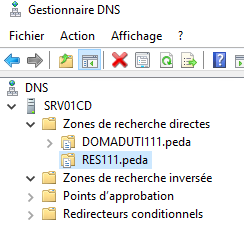 Gestionnaire DNS
Fichier Action Affichage ?
DNS
SRV01CD
Zones de recherche directes
DOMADUTI111.peda
RES111.peda
Zones de recherche inversée
Points d'approbation
Redirecteurs conditionnels